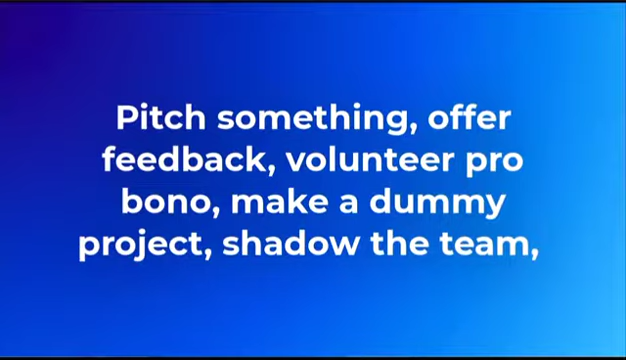 Pitch something, offer
feedback, volunteer pro
bono, make a dummy
project, shadow the team,